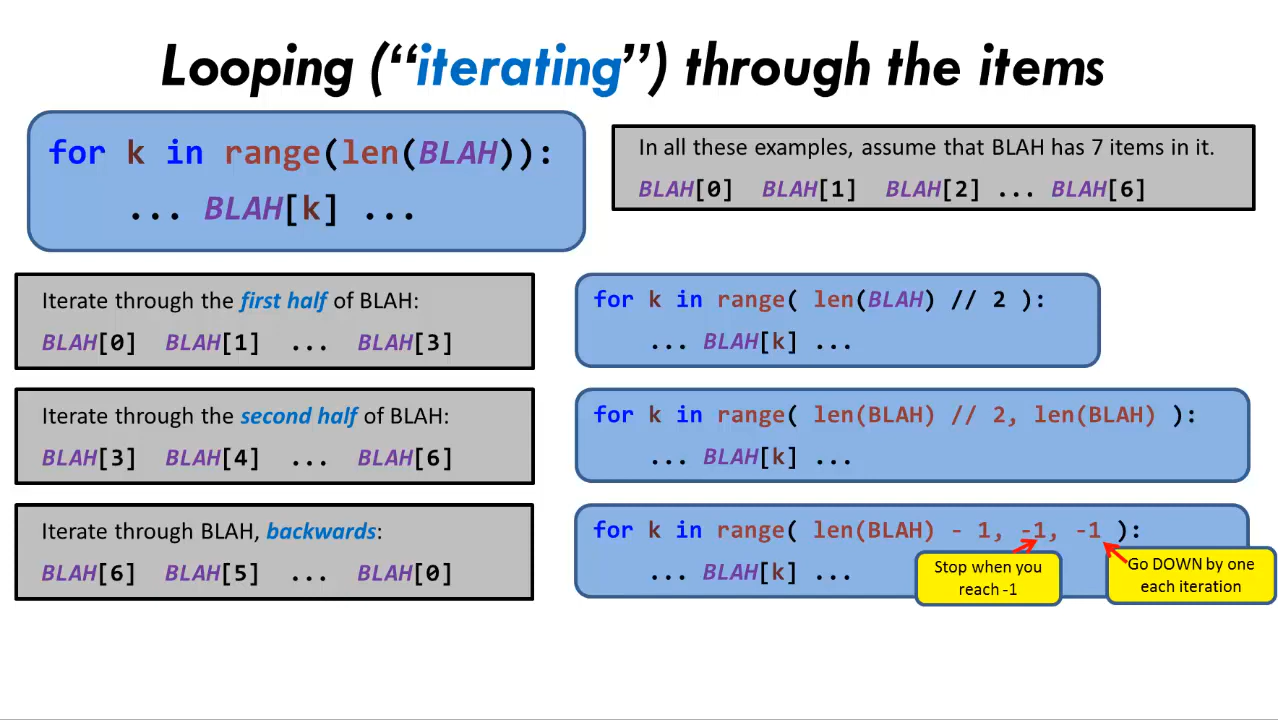 Looping (“iterating”) through the items
for k in range(len(BLAH)):
... BLAH[k] ...
In all these examples, assume that BLAH has 7 items in it.
BLAH[0] BLAH[1] BLAH[2] ... BLAH[6]
Iterate through the first half of BLAH:
BLAH[0] BLAH[1] ... BLAH[3]
for k in range( len(BLAH) // 2 ):
... BLAH[k] ...
Iterate through the second half of BLAH:
BLAH[3] BLAH[4] ... BLAH[6]
for k in range( len(BLAH) // 2, len(BLAH) ):
... BLAH[k] ...
Iterate through BLAH, backwards:
BLAH[6] BLAH[5] ... BLAH[0]
for k in range( len(BLAH) - 1, -1, -1 ):
... BLAH[k] ...
Stop when you
reach -1
Go DOWN by one
each iteration